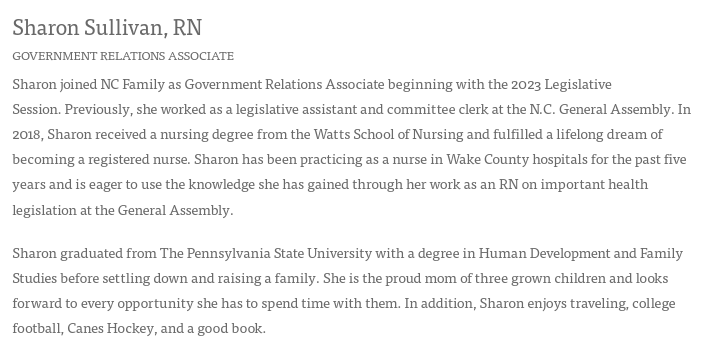 Sharon Sullivan, RN
GOVERNMENT RELATIONS ASSOCIATE
Sharon joined NC Family as Government Relations Associate beginning with the 2023 Legislative
Session. Previously, she worked as a legislative assistant and committee clerk at the N.C. General Assembly. In
2018, Sharon received a nursing degree from the Watts School of Nursing and fulfilled a lifelong dream of
becoming a registered nurse. Sharon has been practicing as a nurse in Wake County hospitals for the past five
years and is eager to use the knowledge she has gained through her work as an RN on important health
legislation at the General Assembly.
Sharon graduated from The Pennsylvania State University with a degree in Human Development and Family
Studies before settling down and raising a family. She is the proud mom of three grown children and looks
forward to every opportunity she has to spend time with them. In addition, Sharon enjoys traveling, college
football, Canes Hockey, and a good book.